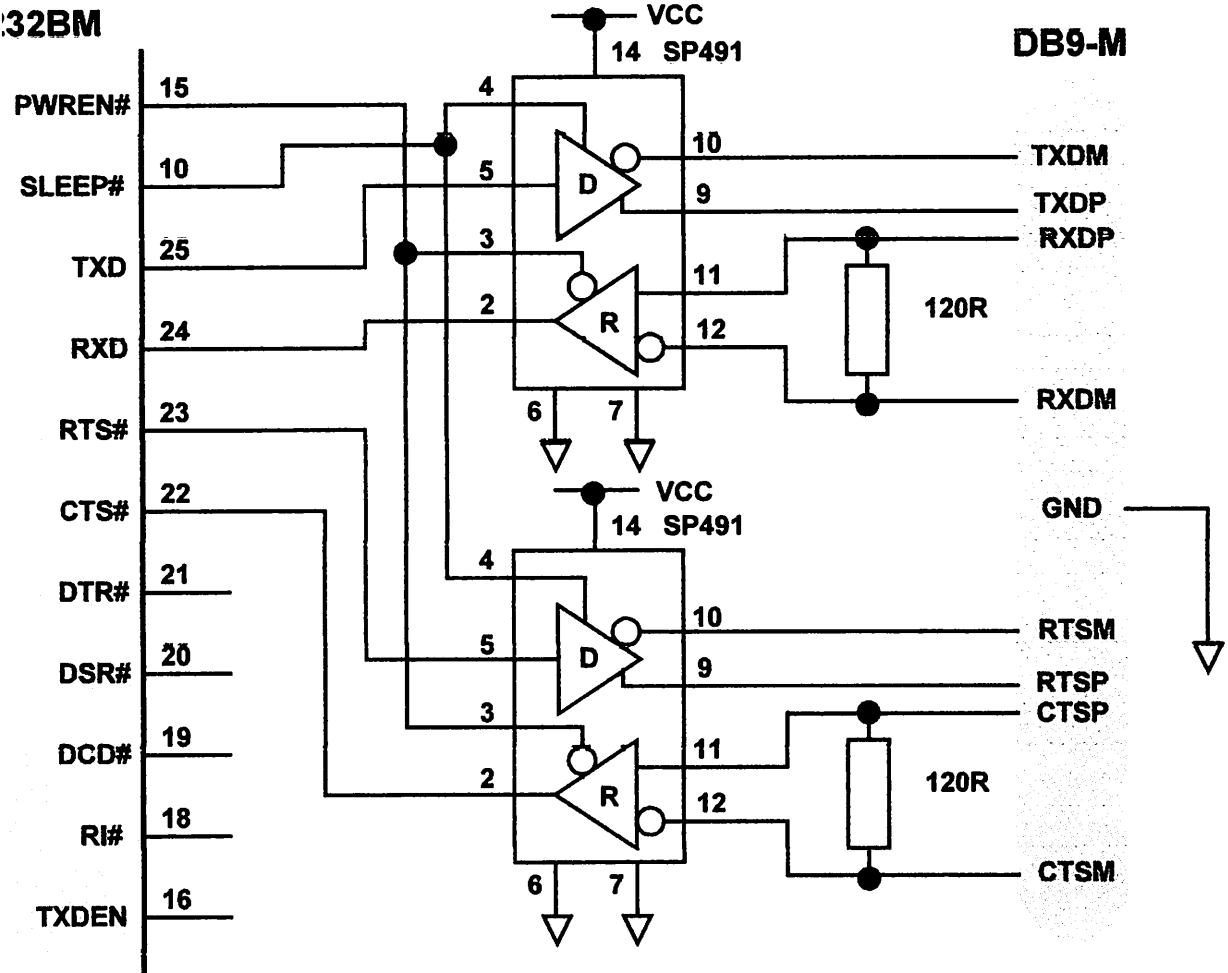 :32BM
VCC
DB9-M
14 SP491
PWREN# 15
4
10 TXDM
SLEEP# 10
5
D
9 TXDP
RXDP
TXD 25
3
11
120R
RXD 24
2
R
12
RXDM
RTS# 23
6
7
VCC
CTS# 22
GND
14 SP491
DTR# 21
4
10 RTSM
DSR# 20
5
D
9 RTSP
CTSP
DCD# 19
3
11
120R
RI# 18
2
R
12
CTSM
6
7
TXDEN 16